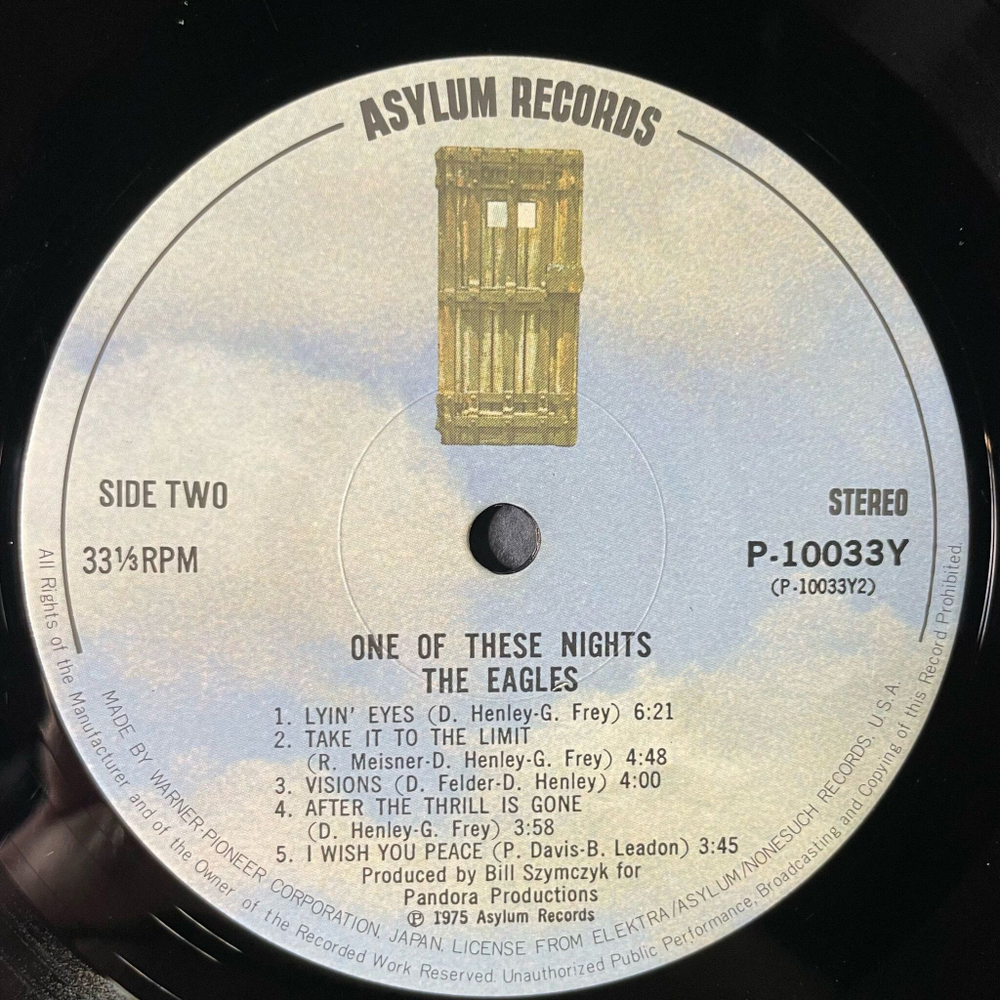 ASYLUM RECORDS
SIDE TWO
STEREO
33⅓RPM
P-10033Y
(P-10033Y2)
ONE OF THESE NIGHTS
THE EAGLES
1. LYIN' EYES (D. Henley-G. Frey) 6:21
2. TAKE IT TO THE LIMIT
(R. Meisner-D. Henley-G. Frey) 4:48
3. VISIONS (D. Felder-D. Henley) 4:00
4. AFTER THE THRILL IS GONE
(D. Henley-G. Frey) 3:58
5. I WISH YOU PEACE (P. Davis-B. Leadon) 3:45
Produced by Bill Szymczyk for
Pandora Productions
℗ 1975 Asylum Records
MADE BY WARNER-PIONEER CORPORATION, JAPAN. LICENSE FROM ELEKTRA/ASYLUM/NONESUCH RECORDS, U.S.A.
All Rights of the Manufacturer and of the Owner of the Recorded Work Reserved. Unauthorized Public Performance, Broadcasting and Copying of this Record Prohibited.